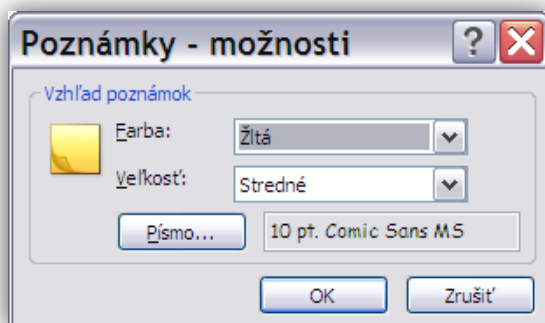 Poznámky - možnosti
Vzhľad poznámok
Farba:
Žltá
Veľkosť:
Stredné
Písmo...
10 pt. Comic Sans MS
OK
Zrušiť